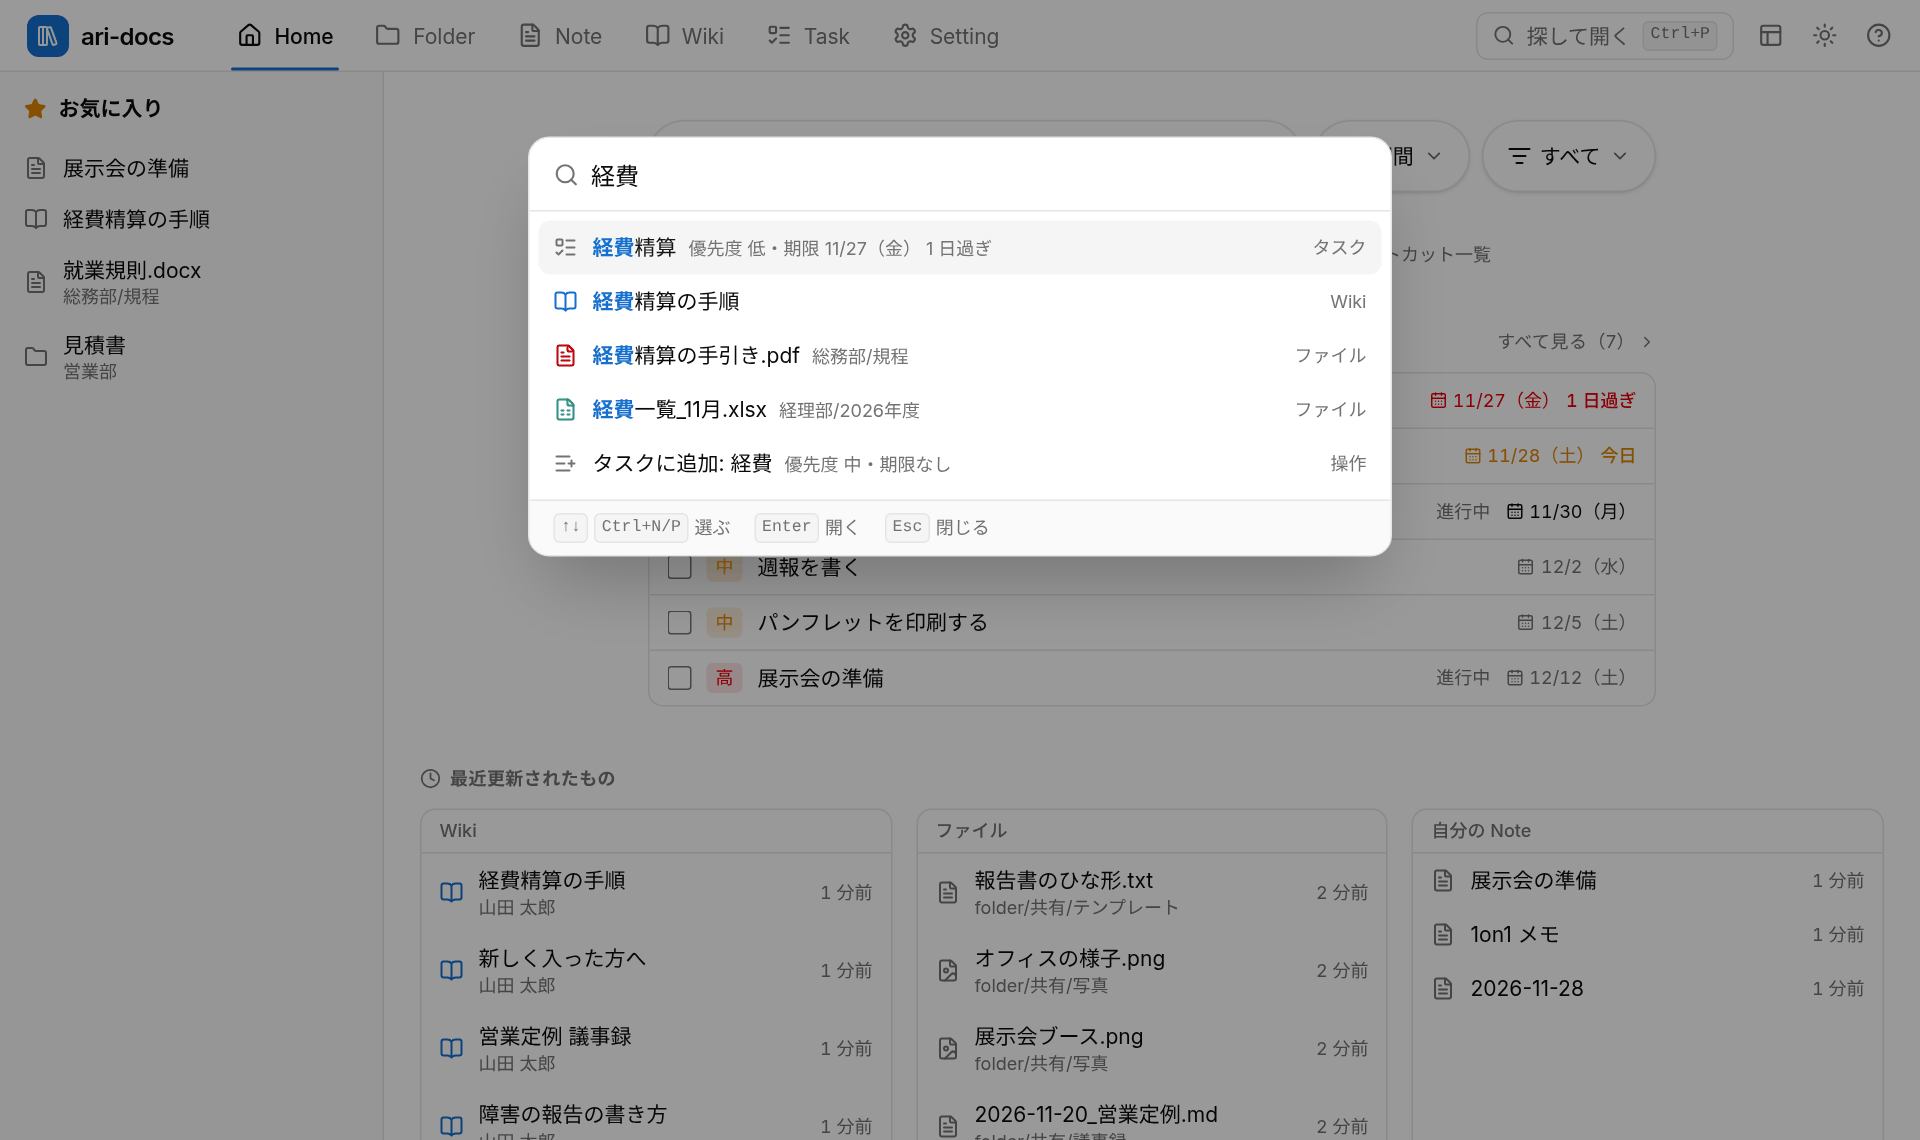 ari-docs
Home
Folder
Note
Wiki
Task
Setting
探して開く Ctrl+P
お気に入り
展示会の準備
経費精算の手順
就業規則.docx
総務部/規程
見積書
営業部
間
すべて
経費
経費精算 優先度 低・期限 11/27（金） 1 日過ぎ タスク
経費精算の手順 Wiki
経費精算の手引き.pdf 総務部/規程 ファイル
経費一覧_11月.xlsx 経理部/2026年度 ファイル
タスクに追加: 経費 優先度 中・期限なし 操作
↑↓ Ctrl+N/P 選ぶ Enter 開く Esc 閉じる
カット一覧
すべて見る（7）
11/27（金） 1 日過ぎ
11/28（土） 今日
進行中 11/30（月）
中 週報を書く 12/2（水）
中 パンフレットを印刷する 12/5（土）
高 展示会の準備 進行中 12/12（土）
最近更新されたもの
Wiki
経費精算の手順
山田 太郎
1 分前
新しく入った方へ
山田 太郎
1 分前
営業定例 議事録
山田 太郎
1 分前
障害の報告の書き方
山田 太郎
1 分前
ファイル
報告書のひな形.txt
folder/共有/テンプレート
2 分前
オフィスの様子.png
folder/共有/写真
2 分前
展示会ブース.png
folder/共有/写真
2 分前
2026-11-20_営業定例.md
folder/共有/議事録
2 分前
自分の Note
展示会の準備 1 分前
1on1 メモ 1 分前
2026-11-28 1 分前